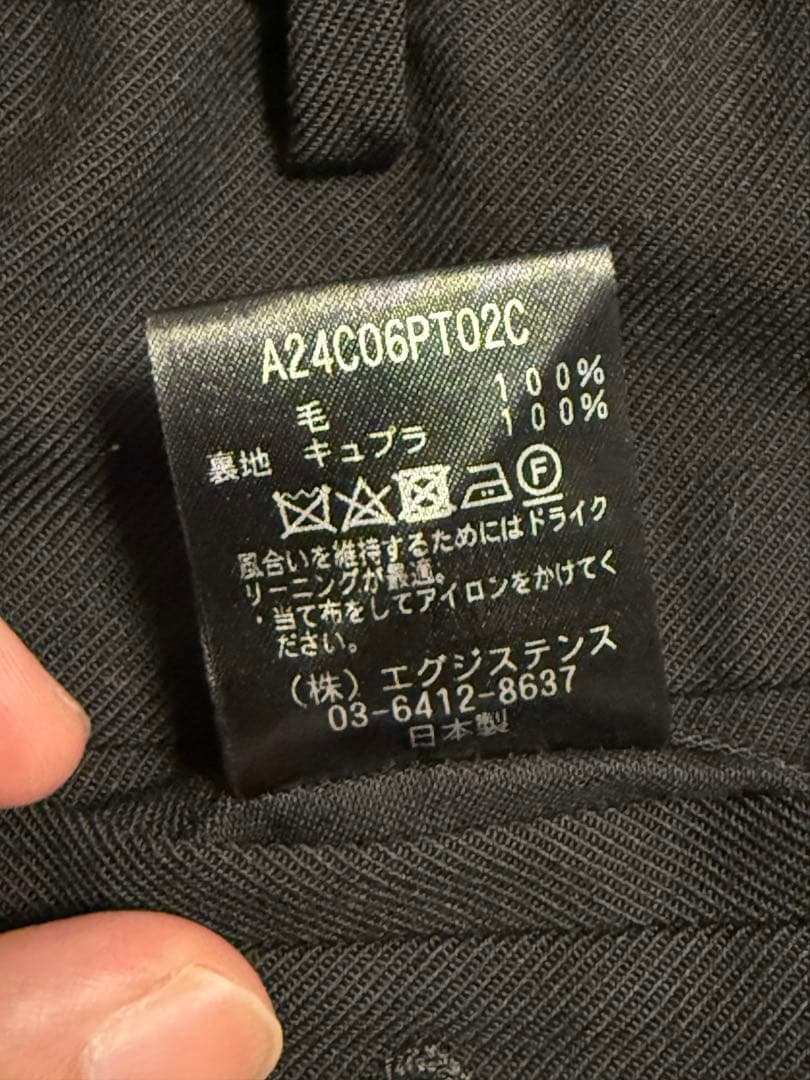 A24C06PT02C
毛 100%
裏地 キュプラ 100%
F
風合いを維持するためにはドライク
リーニングが最適。
・当て布をしてアイロンをかけてく
ださい。
(株) エグジステンス
03-6412-8637
日本製